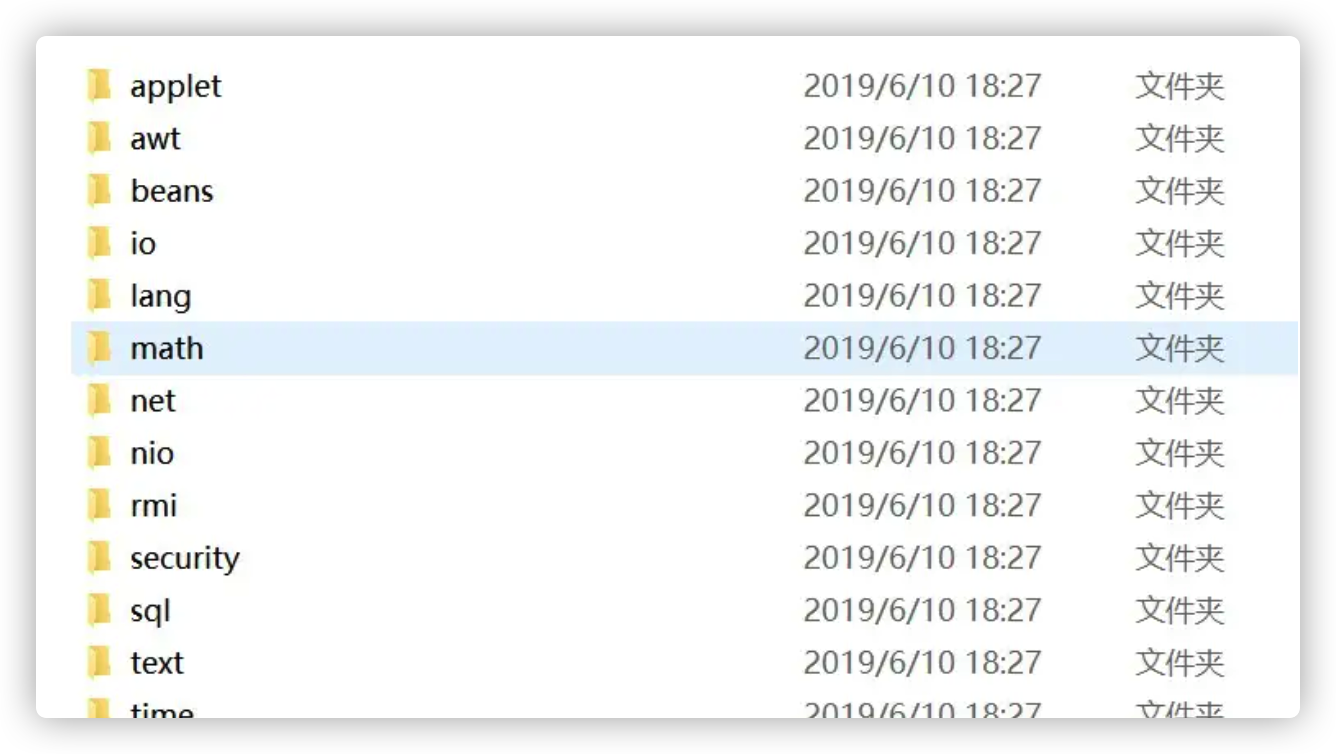 applet 2019/6/10 18:27 文件夹
awt 2019/6/10 18:27 文件夹
beans 2019/6/10 18:27 文件夹
io 2019/6/10 18:27 文件夹
lang 2019/6/10 18:27 文件夹
math 2019/6/10 18:27 文件夹
net 2019/6/10 18:27 文件夹
nio 2019/6/10 18:27 文件夹
rmi 2019/6/10 18:27 文件夹
security 2019/6/10 18:27 文件夹
sql 2019/6/10 18:27 文件夹
text 2019/6/10 18:27 文件夹
time 2019/6/10 18:27 文件夹